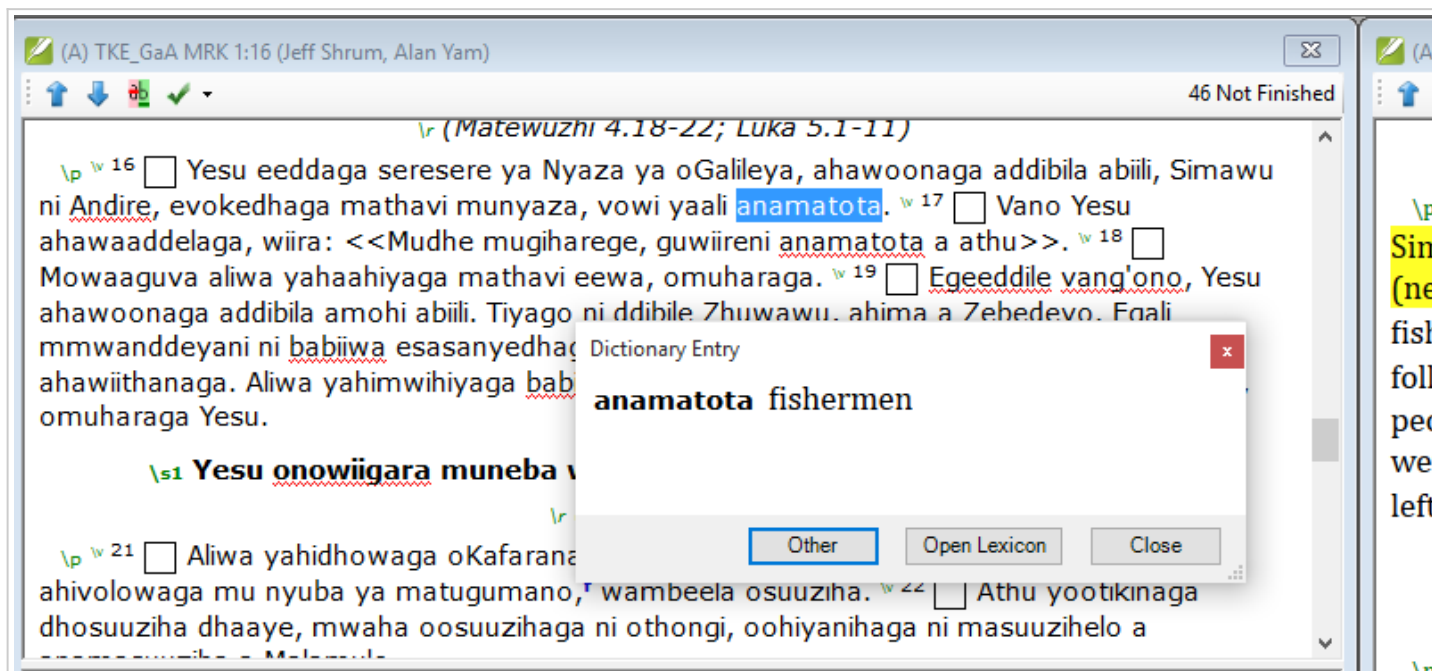 (A) TKE_GaA MRK 1:16 (Jeff Shrum, Alan Yam)
46 Not Finished
\r (Matewuzhi 4.18-22; Luka 5.1-11)
\p \v 16 Yesu eeddaga seresere ya Nyaza ya oGalileya, ahawoonaga addibila abiili, Simawu
ni Andire, evokedhaga mathavi munyaza, vowi yaali anamatota. \v 17 Vano Yesu
ahawaaddelaga, wiira: <<Mudhe mugiharege, guwiireni anamatota a athu>>. \v 18
Mowaaguva aliwa yahaahiyaga mathavi eewa, omuharaga. \v 19 Egeeddile vang'ono, Yesu
ahawoonaga addibila amohi abiili. Tiyago ni ddibile Zhuwawu, ahima a Zebedeyo. Egali
mmwanddeyani ni babiiwa esasanyedhag
ahawiithanaga. Aliwa yahimwihiyaga bab
omuharaga Yesu.
\s1 Yesu onowiigara muneba
\r
\p \v 21 Aliwa yahidhowaga oKafarana
ahivolowaga mu nyuba ya matugumano, wambeela osuuziha. \v 22 Athu yootikinaga
dhosuuziha dhaaye, mwaha oosuuzihaga ni othongi, oohiyanihaga ni masuuzihelo a
Dictionary Entry
x
anamatota fishermen
Other
Open Lexicon
Close
(A
\p
Sin
(ne
fish
foll
peo
we
left